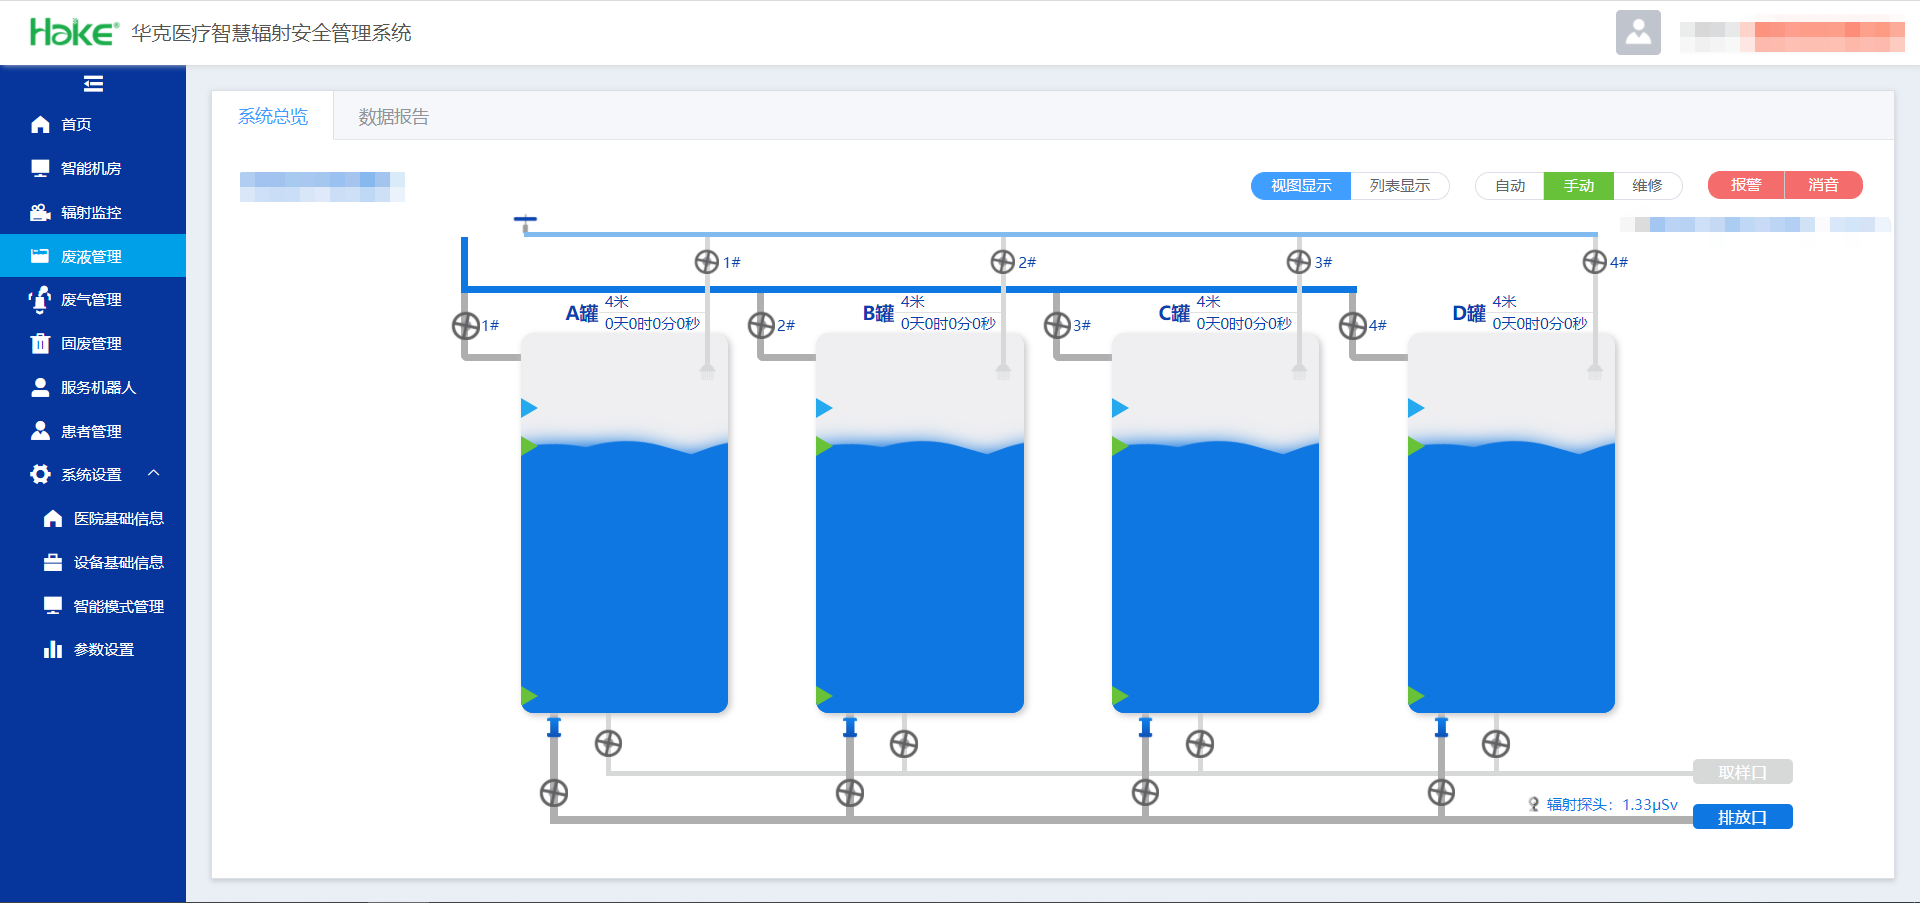 Hake® 华克医疗智慧辐射安全管理系统
首页
智能机房
辐射监控
废液管理
废气管理
固废管理
服务机器人
患者管理
系统设置
医院基础信息
设备基础信息
智能模式管理
参数设置
系统总览 数据报告
视图显示 列表显示 自动 手动 维修 报警 消音
1# 2# 3# 4#
A罐 4米 0天0时0分0秒
B罐 4米 0天0时0分0秒
C罐 4米 0天0时0分0秒
D罐 4米 0天0时0分0秒
1# 2# 3# 4#
取样口
辐射探头：1.33μSv
排放口